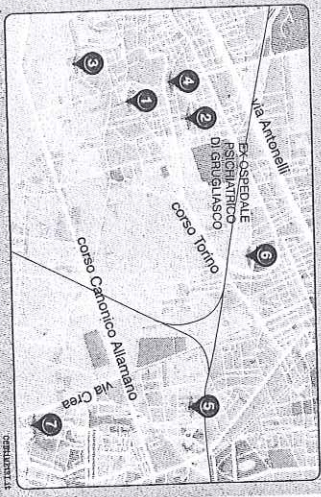 via Antonelli
EX OSPEDALE
PSICHIATRICO
DI GRUGLIASCO
corso Torino
corso Canonico Allamano
via Crea
3
4
1
2
6
5
7